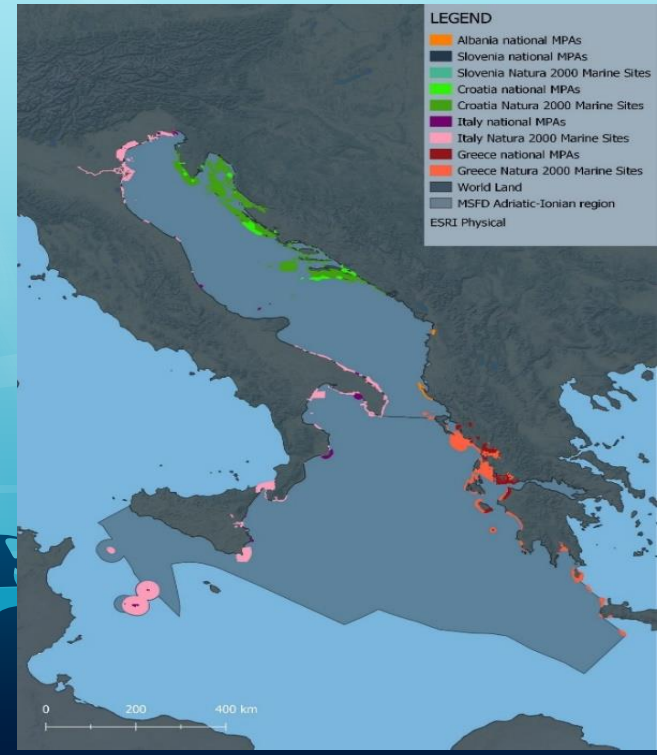 LEGEND
Albania national MPAs
Slovenia national MPAs
Slovenia Natura 2000 Marine Sites
Croatia national MPAs
Croatia Natura 2000 Marine Sites
Italy national MPAs
Italy Natura 2000 Marine Sites
Greece national MPAs
Greece Natura 2000 Marine Sites
World Land
MSFD Adriatic-Ionian region
ESRI Physical
0 200 400 km